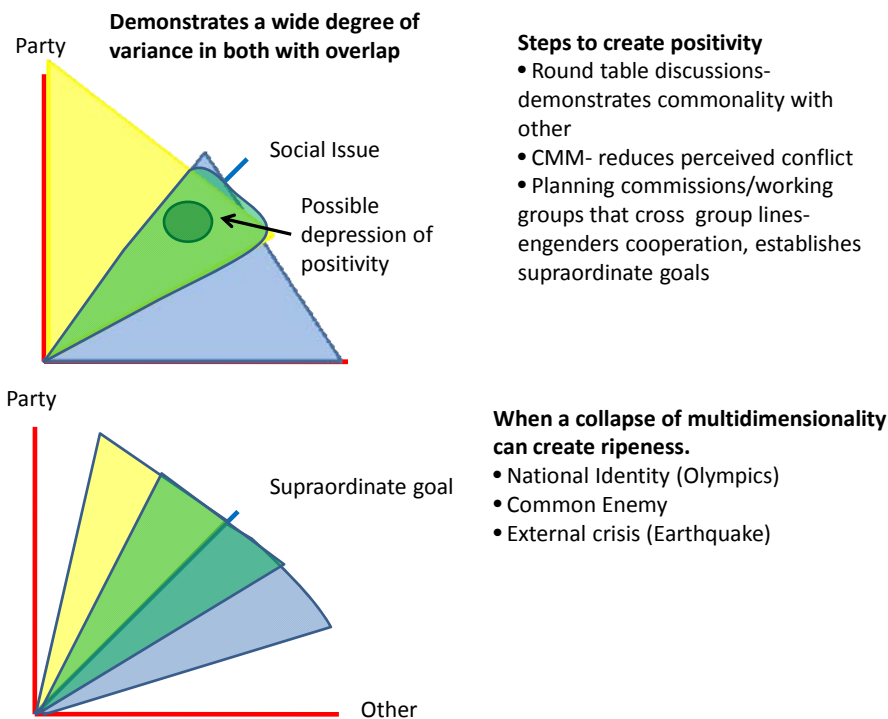 Demonstrates a wide degree of
variance in both with overlap
Party
Social Issue
Possible
depression of
positivity
Steps to create positivity
• Round table discussions-
demonstrates commonality with
other
• CMM- reduces perceived conflict
• Planning commissions/working
groups that cross group lines-
engenders cooperation, establishes
supraordinate goals
Party
Supraordinate goal
Other
When a collapse of multidimensionality
can create ripeness.
• National Identity (Olympics)
• Common Enemy
• External crisis (Earthquake)